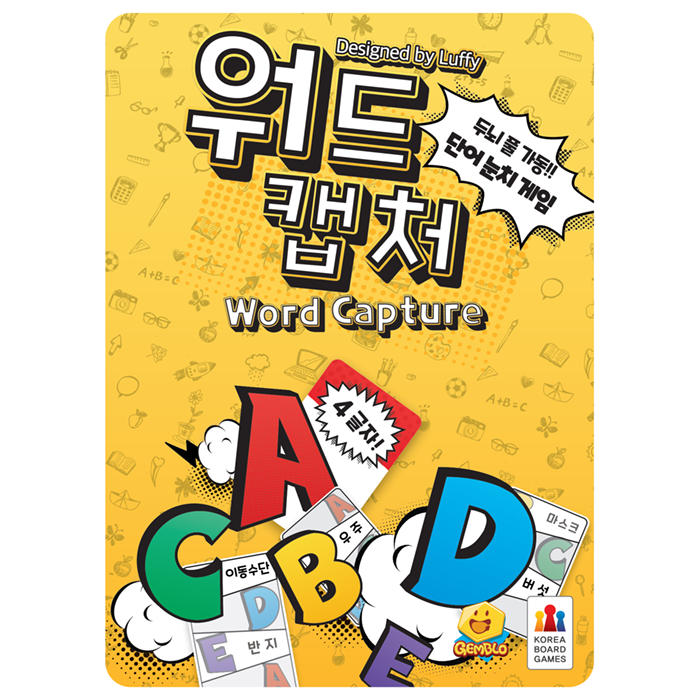 Designed by Luffy
워드
캡처
두뇌 풀 가동!!
단어 눈치 게임
Word Capture
A+B=C
A+B=C
A+B=C
4글자!
A
C
B
D
E
이동수단
D
E
반지
A
A
마스크
C
버섯
GEMBLO
KOREA
BOARD
GAMES